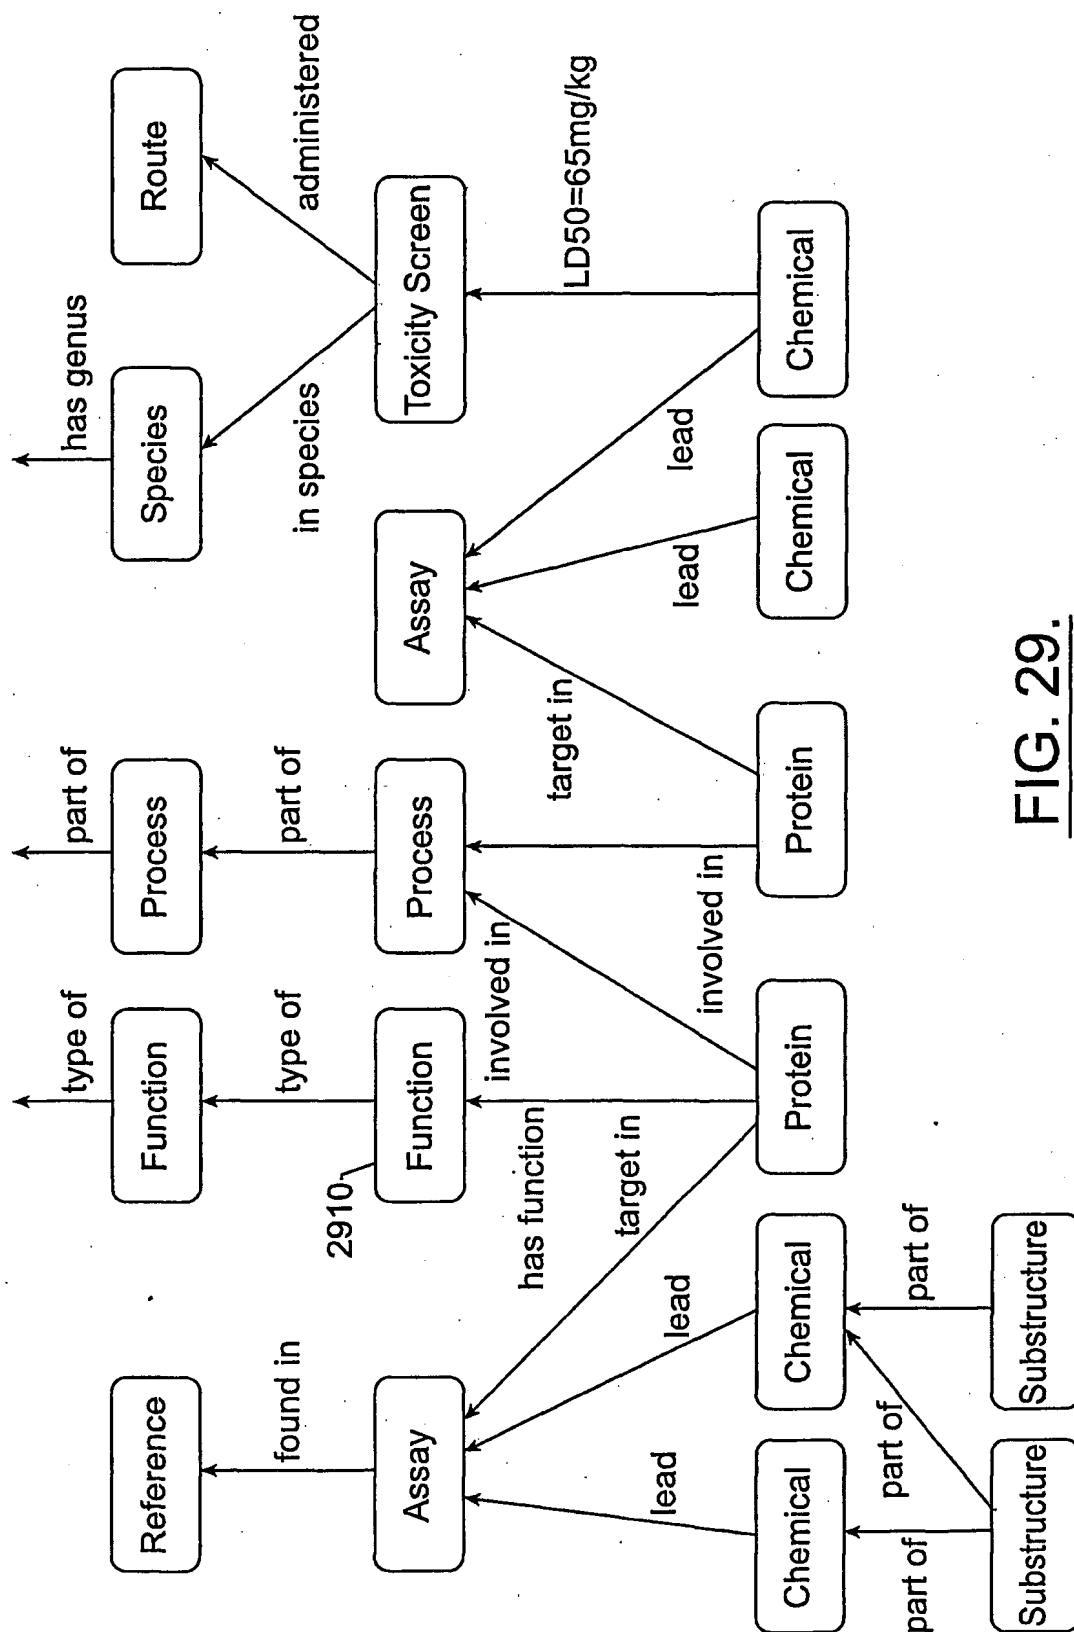 has genus
part of
type of
Route
Species
Process
Function
Reference
administered
in species
part of
type of
found in
Toxicity Screen
Assay
Process
Function
2910
Assay
LD50=65mg/kg
lead
lead
target in
involved in
involved in
has function
target in
lead
lead
Chemical
Chemical
Protein
Protein
Chemical
Chemical
part of
part of
part of
Substructure
Substructure
FIG. 29.